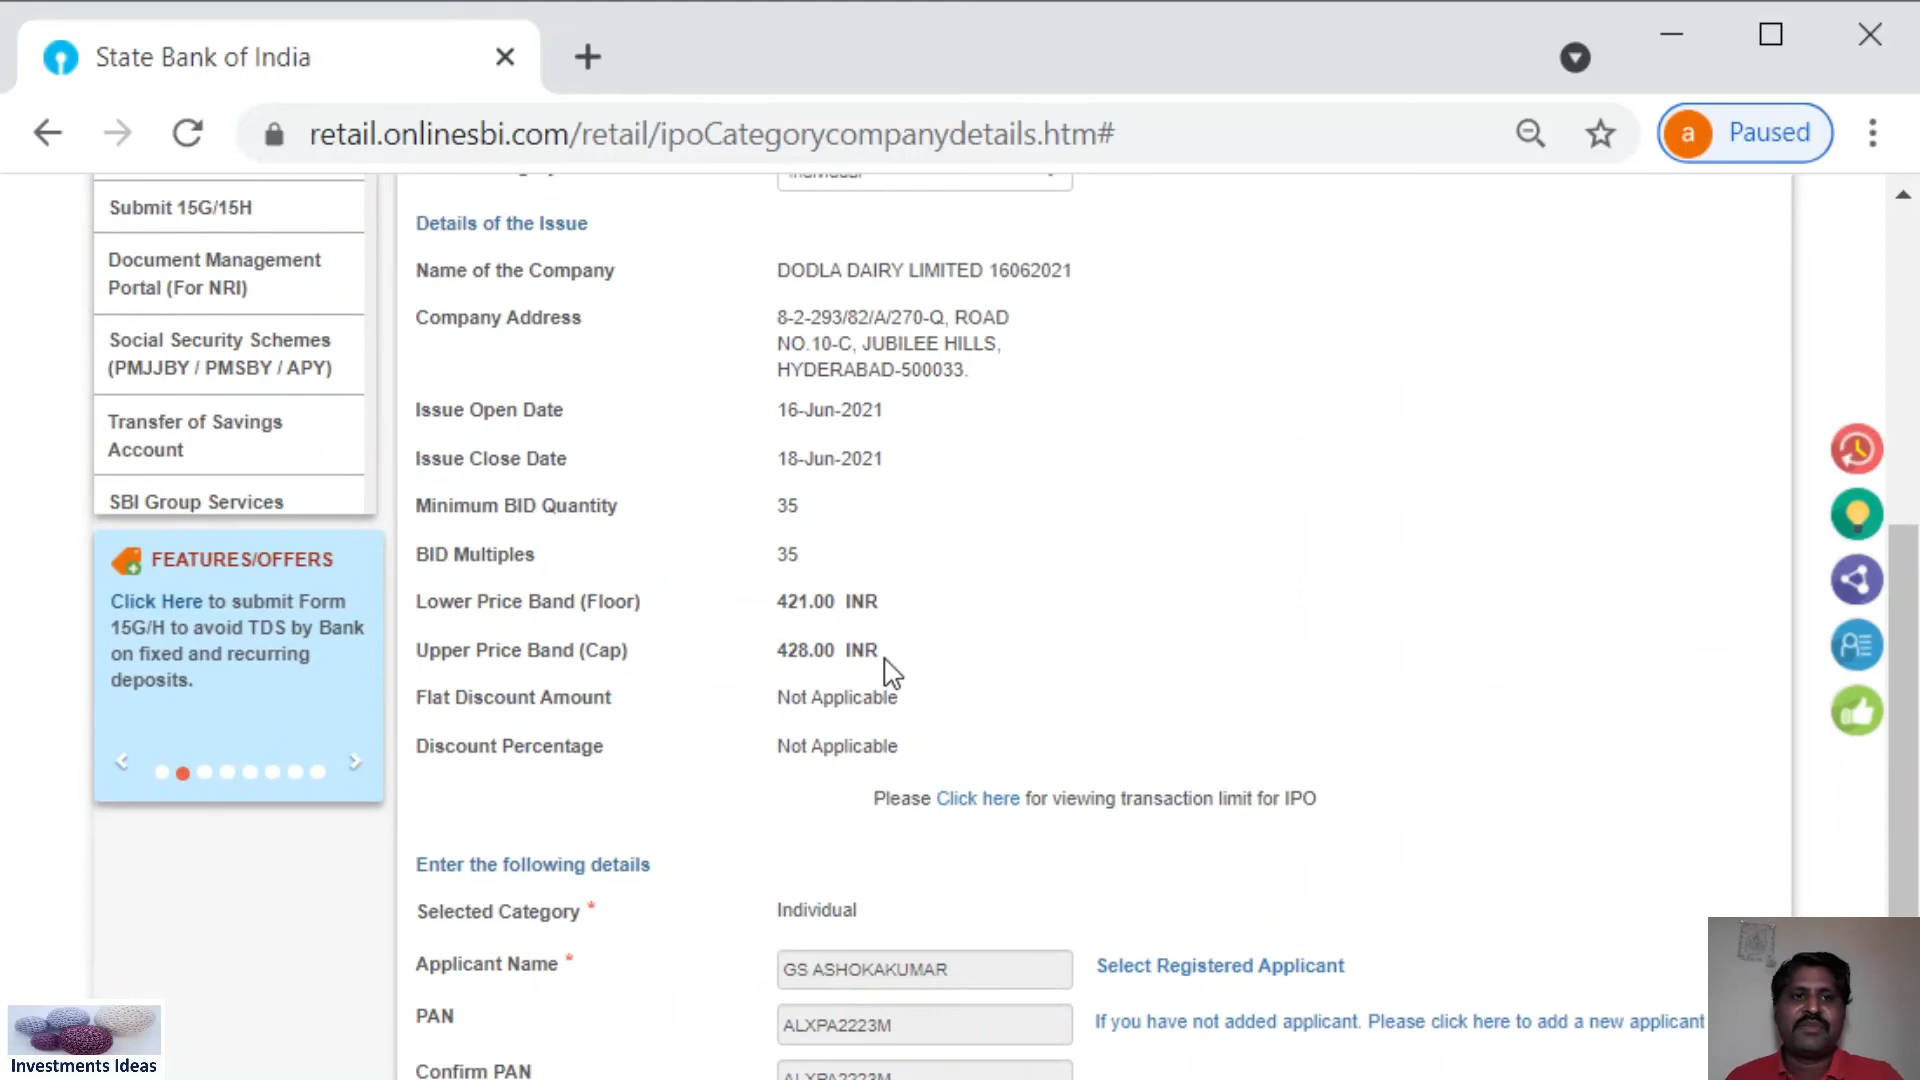 State Bank of India
retail.onlinesbi.com/retail/ipoCategorycompanydetails.htm#
a Paused
Submit 15G/15H
Document Management
Portal (For NRI)
Social Security Schemes
(PMJJBY / PMSBY / APY)
Transfer of Savings
Account
SBI Group Services
FEATURES/OFFERS
Click Here to submit Form
15G/H to avoid TDS by Bank
on fixed and recurring
deposits.
Individual
Details of the Issue
Name of the Company DODLA DAIRY LIMITED 16062021
Company Address 8-2-293/82/A/270-Q, ROAD
NO.10-C, JUBILEE HILLS,
HYDERABAD-500033.
Issue Open Date 16-Jun-2021
Issue Close Date 18-Jun-2021
Minimum BID Quantity 35
BID Multiples 35
Lower Price Band (Floor) 421.00 INR
Upper Price Band (Cap) 428.00 INR
Flat Discount Amount Not Applicable
Discount Percentage Not Applicable
Please Click here for viewing transaction limit for IPO
Enter the following details
Selected Category * Individual
Applicant Name * GS ASHOKAKUMAR Select Registered Applicant
PAN ALXPA2223M If you have not added applicant. Please click here to add a new applicant
Confirm PAN ALXPA2223M
Investments Ideas